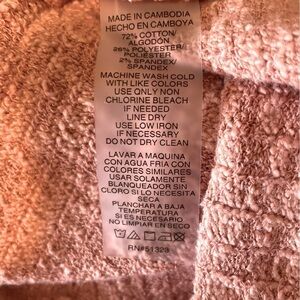 MADE IN CAMBODIA
HECHO EN CAMBOYA
72% COTTON/
ALGODÓN
26% POLYESTER/
POLIESTER
2% SPANDEX/
SPANDEX
MACHINE WASH COLD
WITH LIKE COLORS
USE ONLY NON
CHLORINE BLEACH
IF NEEDED
LINE DRY
USE LOW IRON
IF NECESSARY
DO NOT DRY CLEAN
LAVAR A MAQUINA
CON AGUA FRIA CON
COLORES SIMILARES
USAR SOLAMENTE
BLANQUEADOR SIN
CLORO SI LO NECESITA
SECA
PLANCHAR A BAJA
TEMPERATURA
SI ES NECESARIO
NO LIMPIAR EN SECO
RN#51328